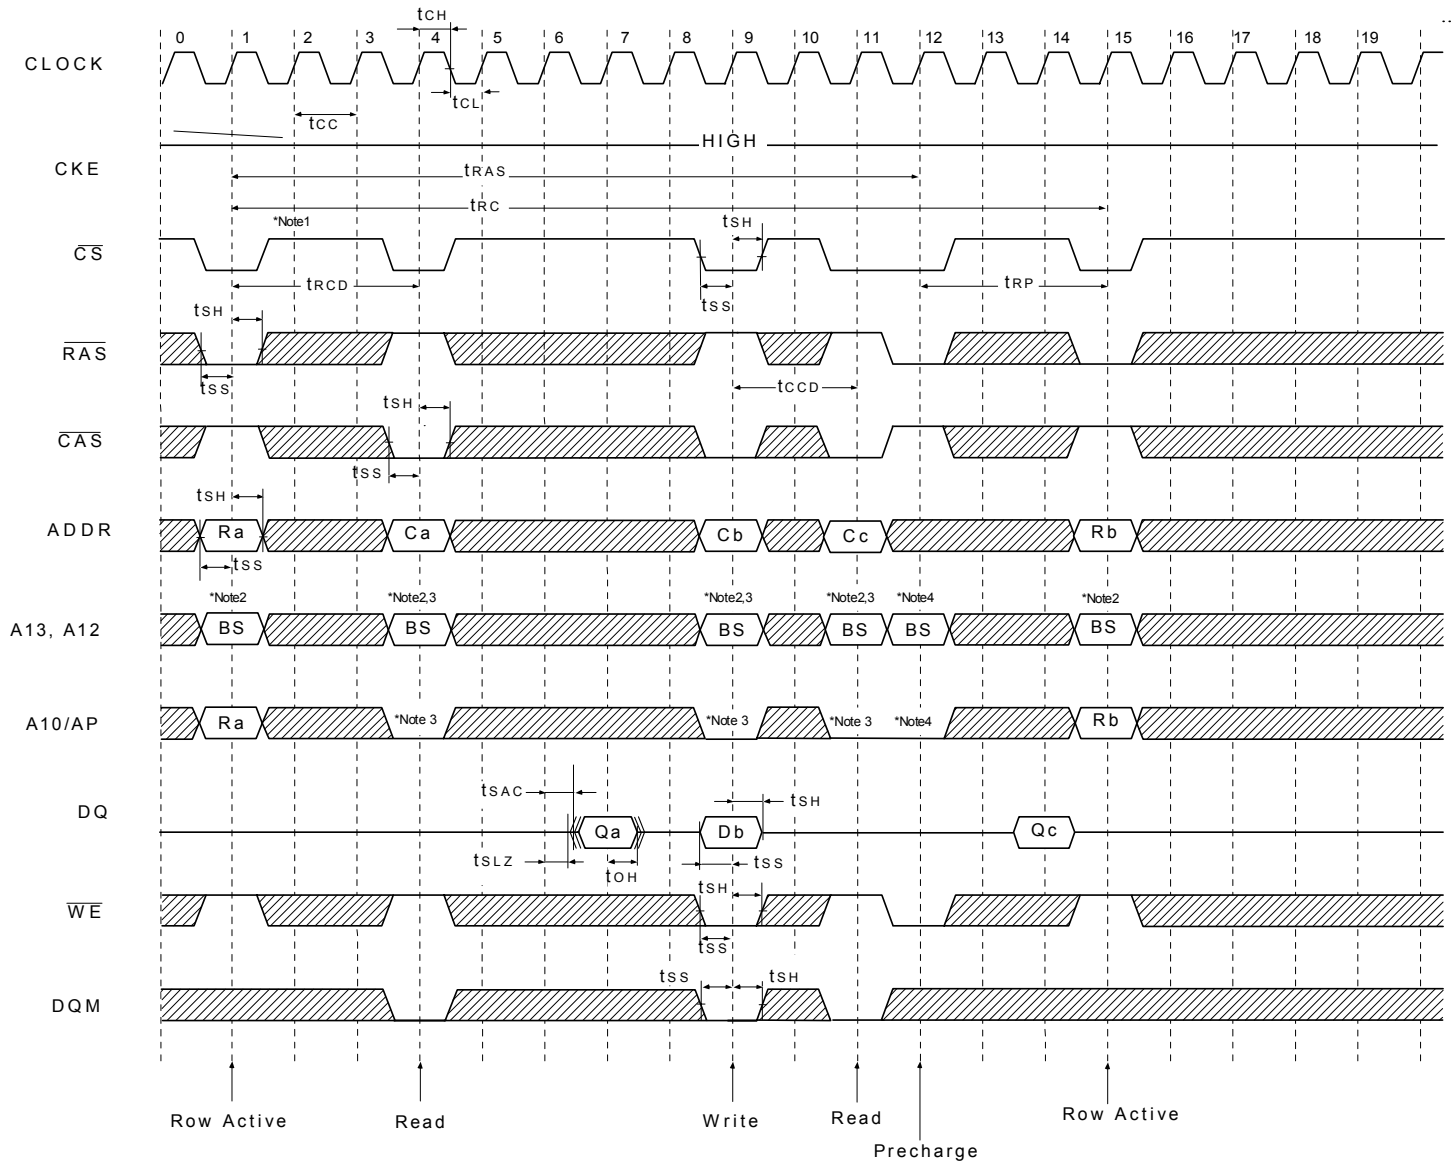 tCH
0 1 2 3 4 5 6 7 8 9 10 11 12 13 14 15 16 17 18 19
CLOCK
tCL
tCC
HIGH
CKE
tRAS
tRC
*Note1
tSH
CS
tRCD
tSS
tRP
tSH
RAS
tSS
tCCD
tSH
CAS
tSS
tSH
ADDR
Ra Ca Cb Cc Rb
tSS
*Note2 *Note2,3 *Note2,3 *Note2,3 *Note4 *Note2
A13, A12 BS BS BS BS BS BS
A10/AP Ra *Note 3 *Note 3 *Note 3 *Note4 Rb
tSAC tSH
DQ
Qa Db Qc
tSLZ tOH tSS
tSH
WE
tSS
tSS tSH
DQM
Row Active Read Write Read Row Active
Precharge